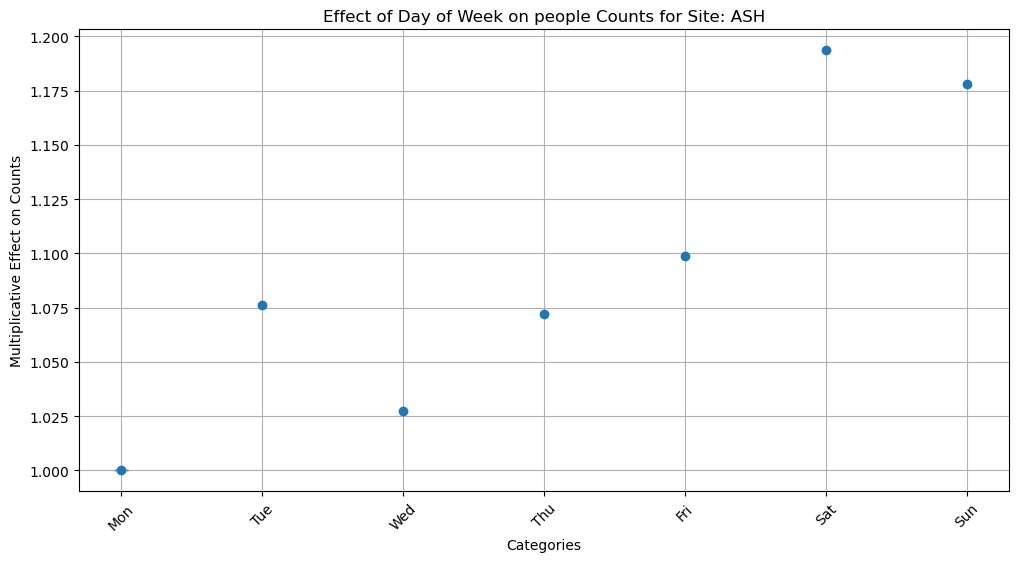 Effect of Day of Week on people Counts for Site: ASH
Multiplicative Effect on Counts
1.200
1.175
1.150
1.125
1.100
1.075
1.050
1.025
1.000
Mon
Tue
Wed
Thu
Fri
Sat
Sun
Categories